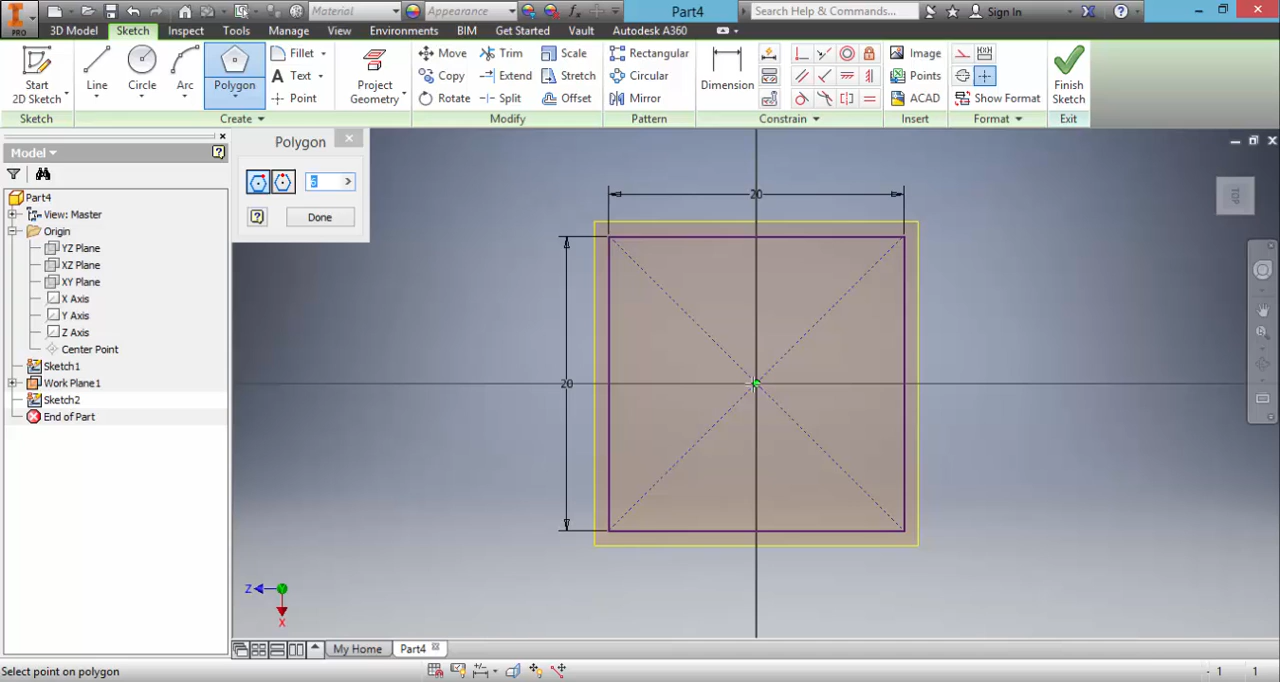 Material
Appearance
Part4
Search Help & Commands...
Sign In
PRO
3D Model
Sketch
Inspect
Tools
Manage
View
Environments
BIM
Get Started
Vault
Autodesk A360
Start
2D Sketch
Line
Circle
Arc
Polygon
Fillet
Text
Point
Project
Geometry
Move
Copy
Rotate
Trim
Extend
Split
Scale
Stretch
Offset
Rectangular
Circular
Mirror
Dimension
Image
Points
ACAD
Show Format
Finish
Sketch
Sketch
Create
Modify
Pattern
Constrain
Insert
Format
Exit
Model
Part4
View: Master
Origin
YZ Plane
XZ Plane
XY Plane
X Axis
Y Axis
Z Axis
Center Point
Sketch1
Work Plane1
Sketch2
End of Part
Polygon
6
Done
20
20
TOP
Z
X
My Home
Part4
Select point on polygon
- 1
1